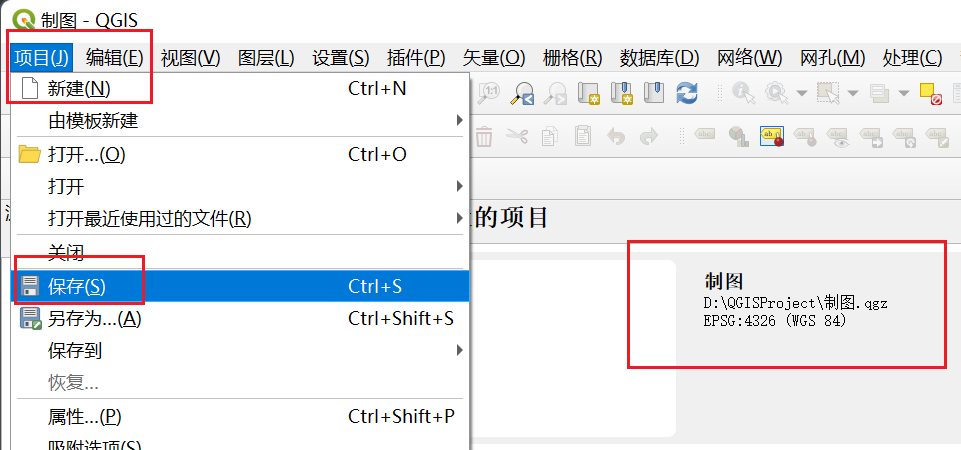 制图 - QGIS
项目(J) 编辑(E) 视图(V) 图层(L) 设置(S) 插件(P) 矢量(O) 栅格(R) 数据库(D) 网络(W) 网孔(M) 处理(C)
新建(N) Ctrl+N
由模板新建
打开...(O) Ctrl+O
打开
打开最近使用过的文件(R)
的项目
关闭
保存(S) Ctrl+S
另存为...(A) Ctrl+Shift+S
保存到
恢复...
属性...(P) Ctrl+Shift+P
吸附选项(S)
制图
D:\QGISProject\制图.qgz
EPSG:4326 (WGS 84)